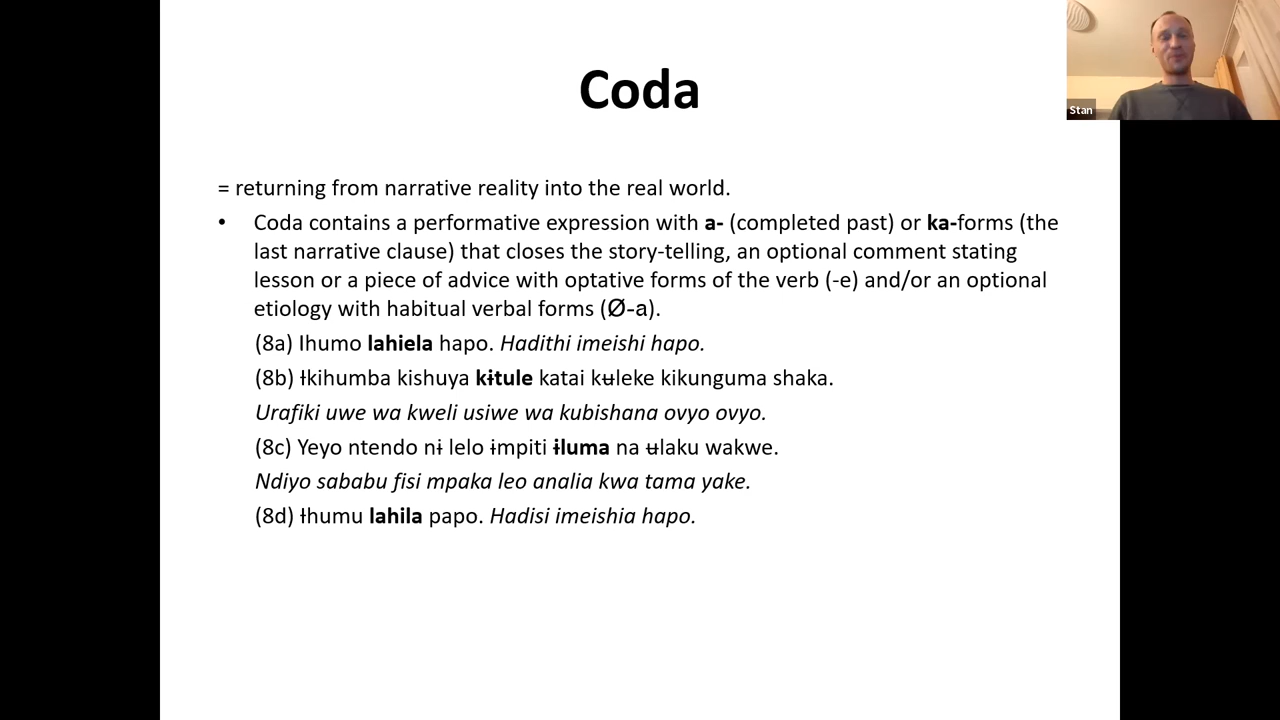 Coda
Stan
= returning from narrative reality into the real world.
• Coda contains a performative expression with a- (completed past) or ka-forms (the
last narrative clause) that closes the story-telling, an optional comment stating
lesson or a piece of advice with optative forms of the verb (-e) and/or an optional
etiology with habitual verbal forms (Ø-a).
(8a) Ihumo lahiela hapo. Hadithi imeishi hapo.
(8b) Ɨkihumba kishuya kɨtule katai kʉleke kikunguma shaka.
Urafiki uwe wa kweli usiwe wa kubishana ovyo ovyo.
(8c) Yeyo ntendo nɨ lelo ɨmpiti ɨluma na ʉlaku wakwe.
Ndiyo sababu fisi mpaka leo analia kwa tama yake.
(8d) Ɨhumu lahila papo. Hadisi imeishia hapo.